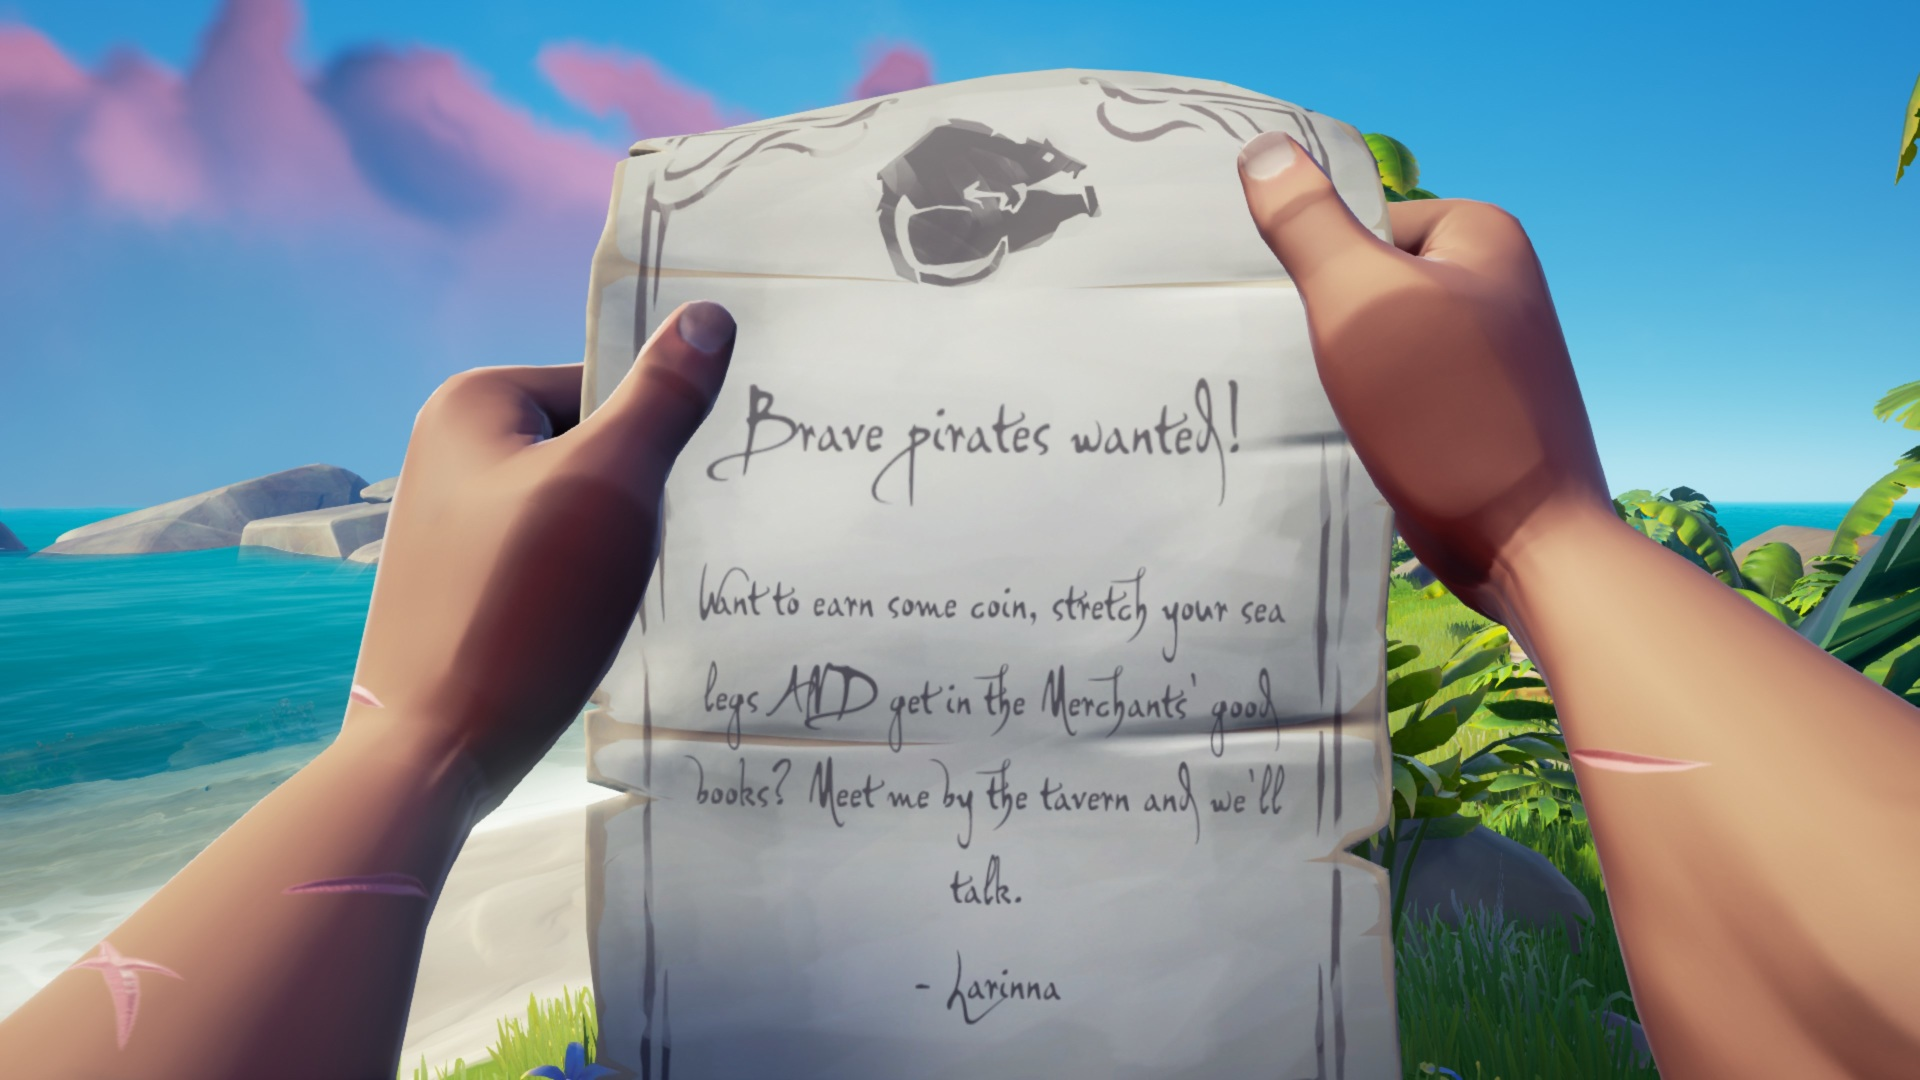 Brave pirates wanted!
Want to earn some coin, stretch your sea
legs AND get in the Merchants' good
books? Meet me by the tavern and we'll
talk.
- Larinna